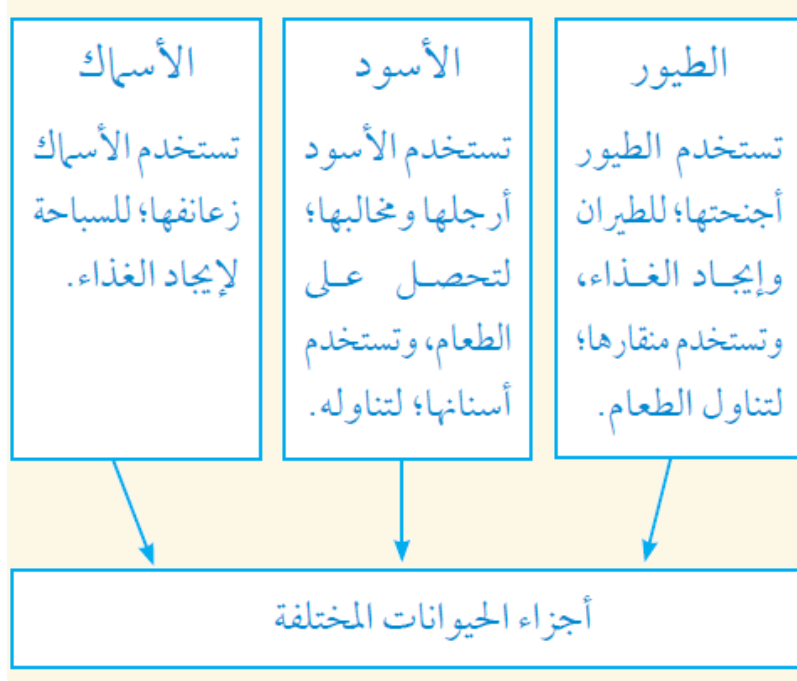 الطيور
تستخدم الطيور
أجنحتها؛ للطيران
وإيجاد الغذاء،
وتستخدم منقارها؛
لتناول الطعام.
الأسود
تستخدم الأسود
أرجلها ومخالبها؛
لتحصل على
الطعام، وتستخدم
أسنانها؛ لتناوله.
الأسماك
تستخدم الأسماك
زعانفها؛ للسباحة
لإيجاد الغذاء.
أجزاء الحيوانات المختلفة